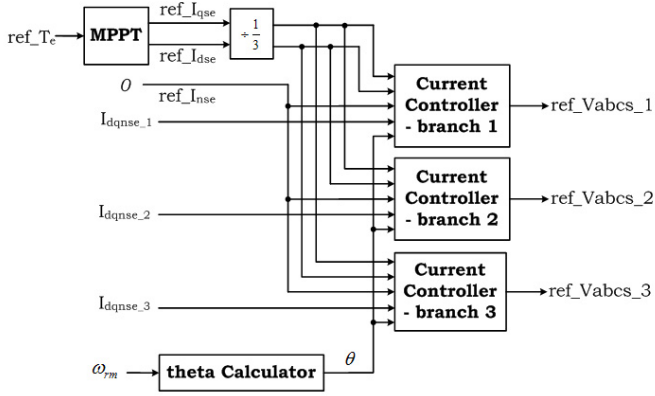 ref_Iqse
ref_Te
MPPT
÷ 1/3
ref_Idse
0
ref_Inse
Current
Controller
- branch 1
ref_Vabcs_1
Idqnse_1
Current
Controller
- branch 2
ref_Vabcs_2
Idqnse_2
Current
Controller
- branch 3
ref_Vabcs_3
Idqnse_3
ωrm
theta Calculator
θ